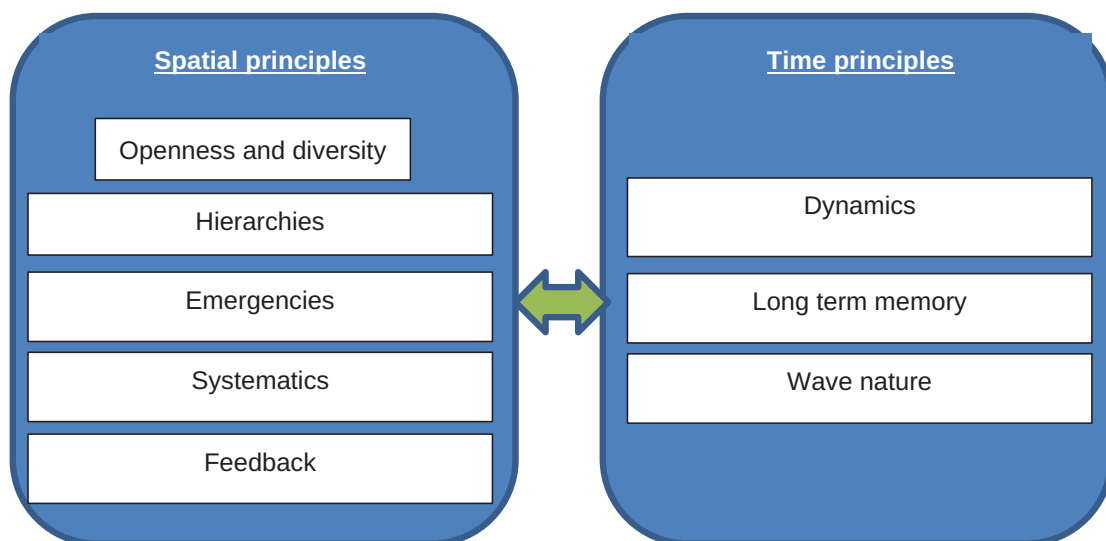 Spatial principles
Openness and diversity
Hierarchies
Emergencies
Systematics
Feedback
Time principles
Dynamics
Long term memory
Wave nature